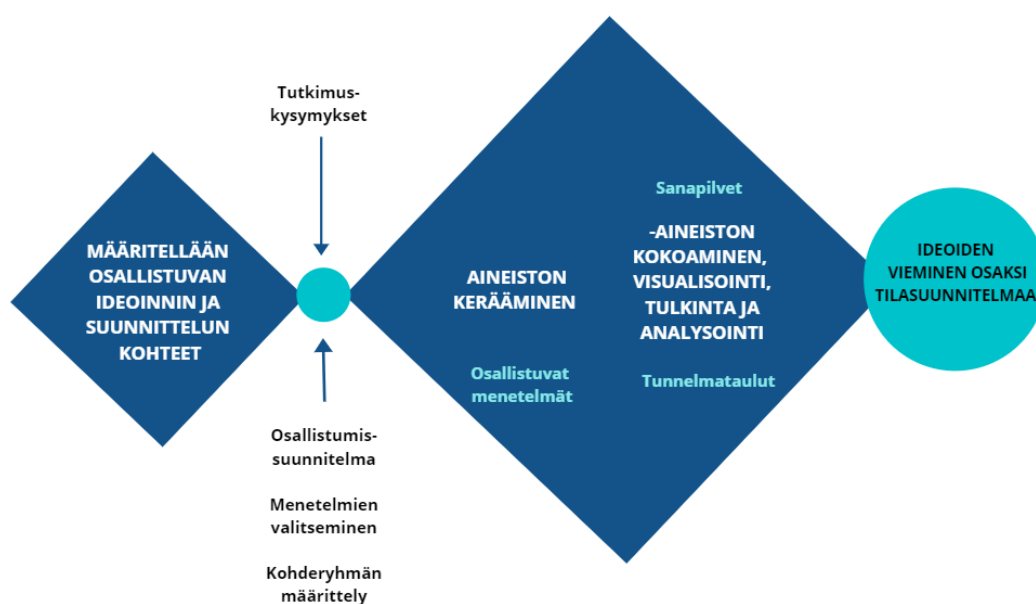 Tutkimus-
kysymykset
MÄÄRITELLÄÄN
OSALLISTUVAN
IDEOINNIN JA
SUUNNITTELUN
KOHTEET
Osallistumis-
suunnitelma
Menetelmien
valitseminen
Kohderyhmän
määrittely
AINEISTON
KERÄÄMINEN
Osallistuvat
menetelmät
Sanapilvet
-AINEISTON
KOKOAMINEN,
VISUALISOINTI,
TULKINTA JA
ANALYSOINTI
Tunnelmataulut
IDEOIDEN
VIEMINEN OSAKSI
TILASUUNNITELMAA